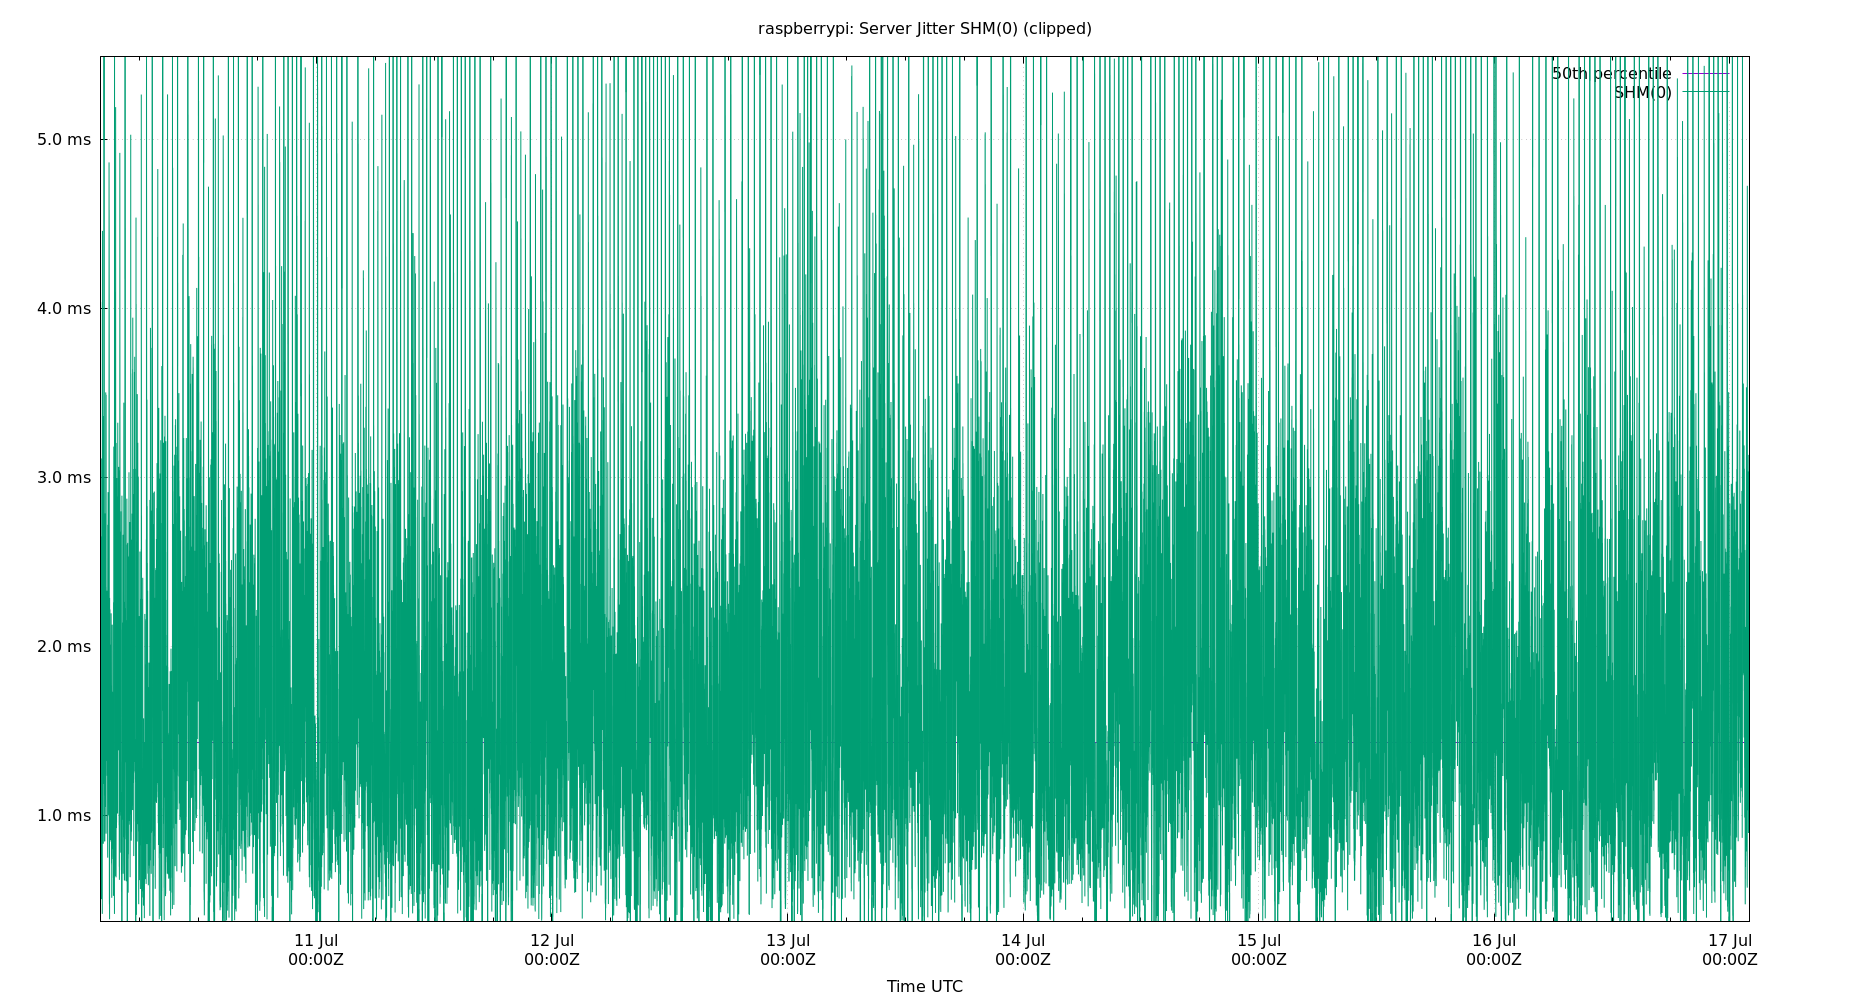 raspberrypi: Server Jitter SHM(0) (clipped)
50th percentile
SHM(0)
5.0 ms
4.0 ms
3.0 ms
2.0 ms
1.0 ms
11 Jul 12 Jul 13 Jul 14 Jul 15 Jul 16 Jul 17 Jul
00:00Z 00:00Z 00:00Z 00:00Z 00:00Z 00:00Z 00:00Z
Time UTC